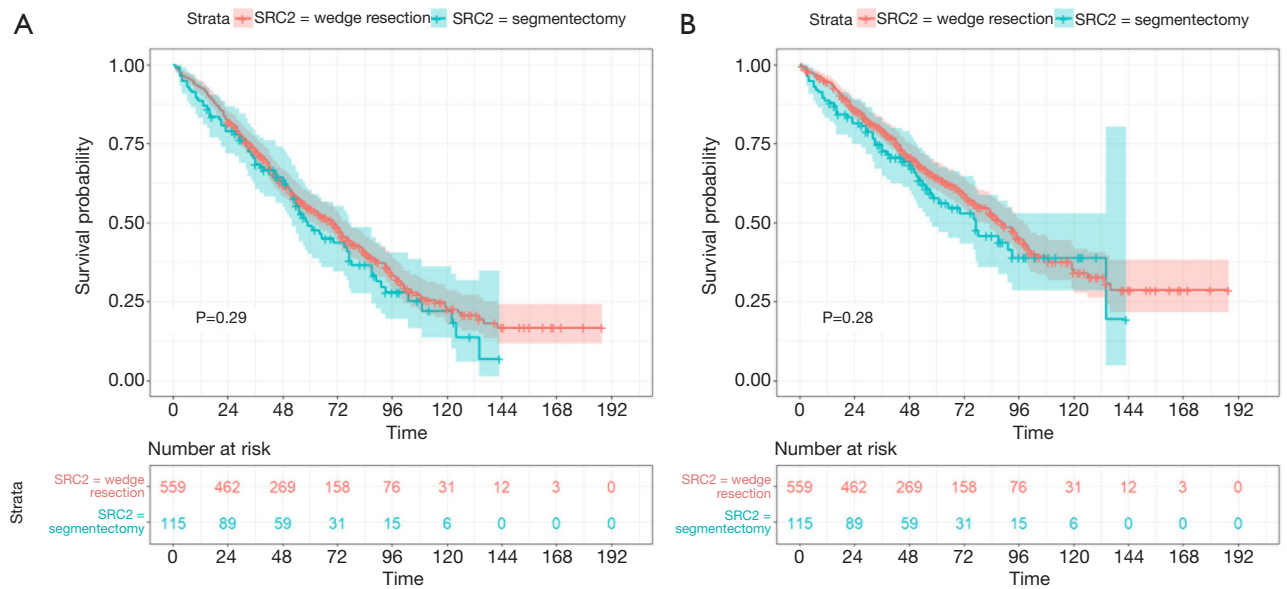 A
Strata SRC2 = wedge resection SRC2 = segmentectomy
1.00
0.75
0.50
0.25
0.00
Survival probability
P=0.29
0 24 48 72 96 120 144 168 192
Time
Number at risk
Strata
SRC2 = wedge
resection
559 462 269 158 76 31 12 3 0
SRC2 =
segmentectomy
115 89 59 31 15 6 0 0 0
0 24 48 72 96 120 144 168 192
Time
B
Strata SRC2 = wedge resection SRC2 = segmentectomy
1.00
0.75
0.50
0.25
0.00
Survival probability
P=0.28
0 24 48 72 96 120 144 168 192
Time
Number at risk
Strata
SRC2 = wedge
resection
559 462 269 158 76 31 12 3 0
SRC2 =
segmentectomy
115 89 59 31 15 6 0 0 0
0 24 48 72 96 120 144 168 192
Time